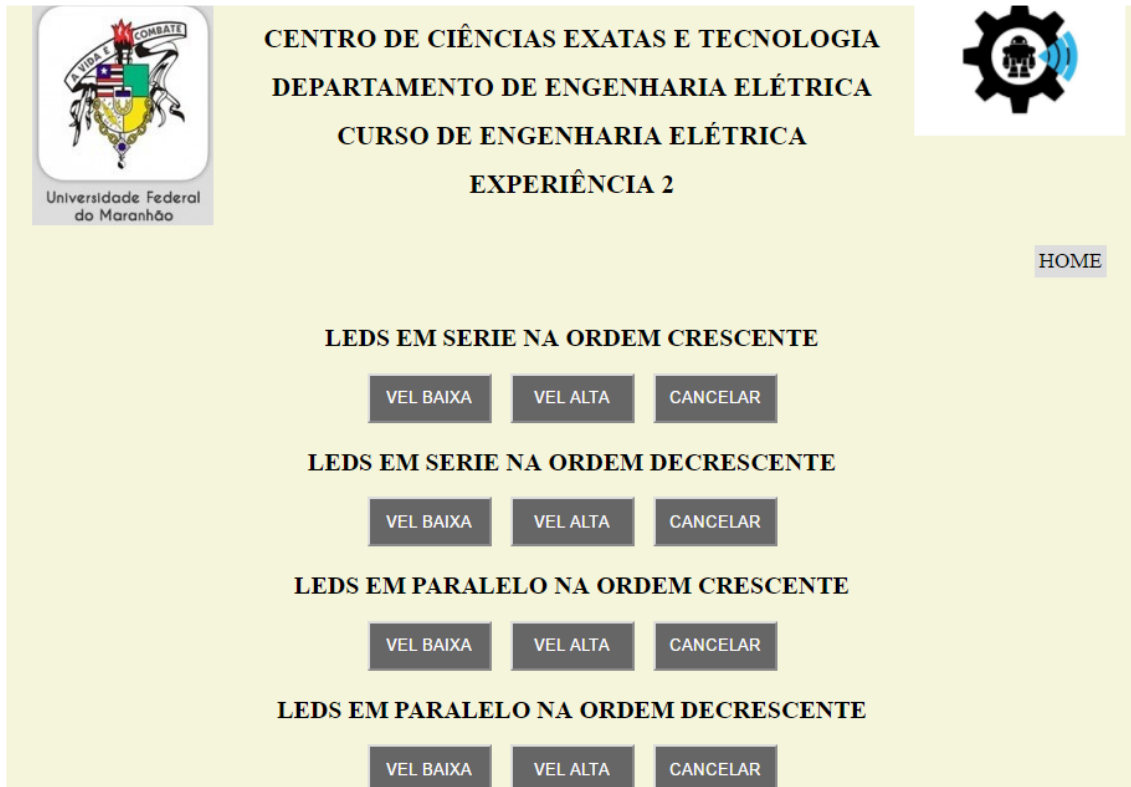 A VIDA E COMBATE
Universidade Federal
do Maranhão
CENTRO DE CIÊNCIAS EXATAS E TECNOLOGIA
DEPARTAMENTO DE ENGENHARIA ELÉTRICA
CURSO DE ENGENHARIA ELÉTRICA
EXPERIÊNCIA 2
HOME
LEDS EM SERIE NA ORDEM CRESCENTE
VEL BAIXA VEL ALTA CANCELAR
LEDS EM SERIE NA ORDEM DECRESCENTE
VEL BAIXA VEL ALTA CANCELAR
LEDS EM PARALELO NA ORDEM CRESCENTE
VEL BAIXA VEL ALTA CANCELAR
LEDS EM PARALELO NA ORDEM DECRESCENTE
VEL BAIXA VEL ALTA CANCELAR